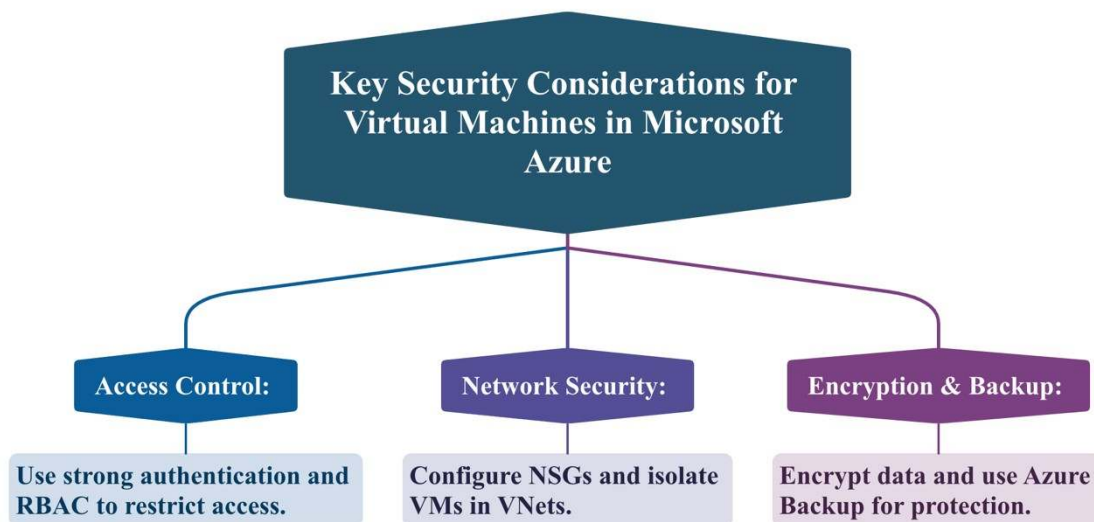 Key Security Considerations for
Virtual Machines in Microsoft
Azure
Access Control:
Network Security:
Encryption & Backup:
Use strong authentication and
RBAC to restrict access.
Configure NSGs and isolate
VMs in VNets.
Encrypt data and use Azure
Backup for protection.